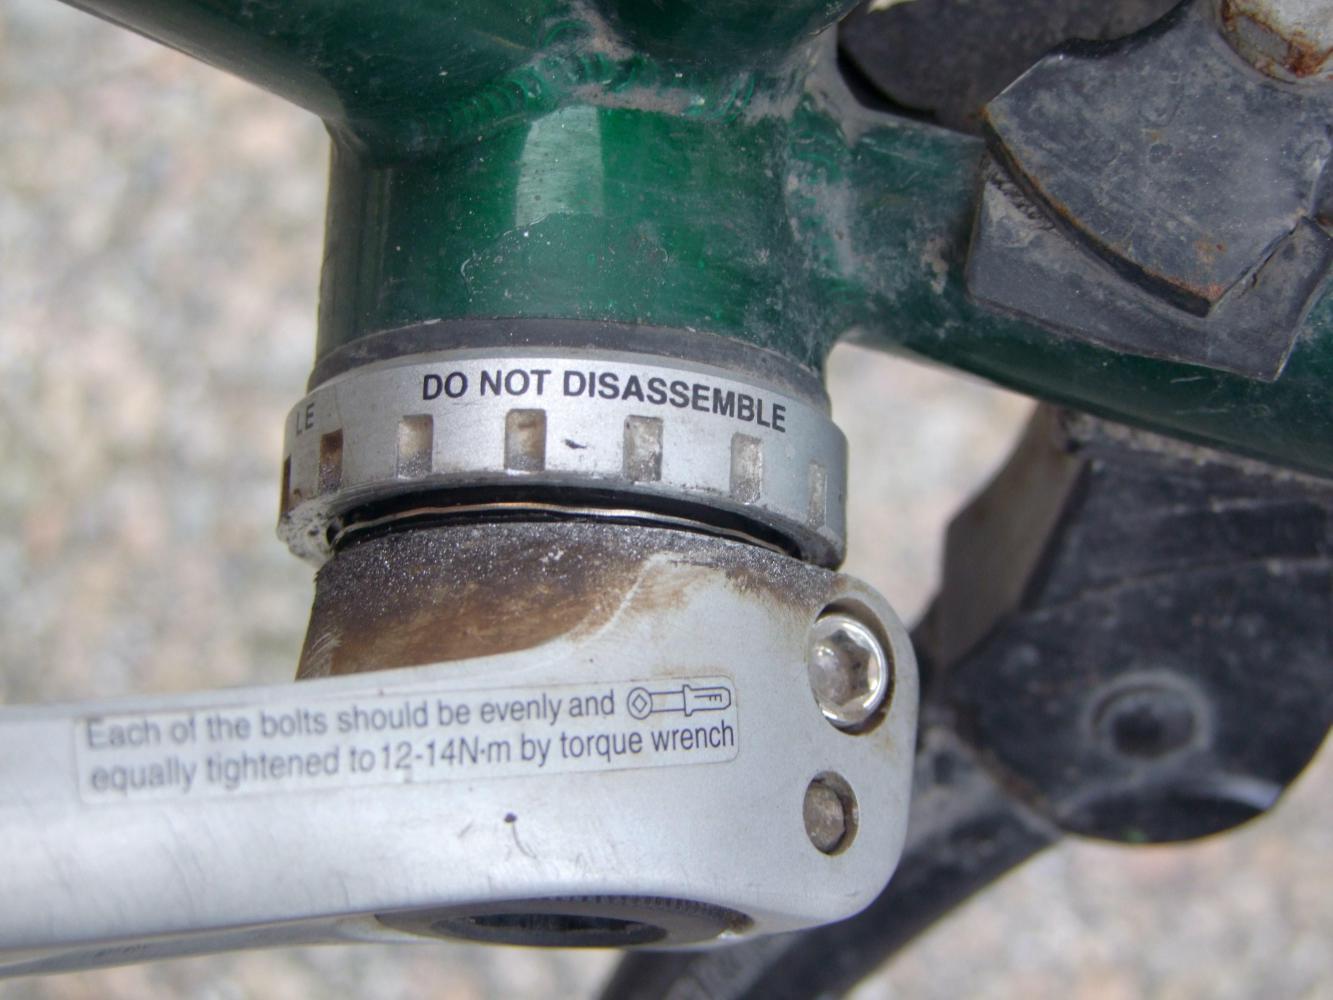 DO NOT DISASSEMBLE
LE
Each of the bolts should be evenly and
equally tightened to 12-14N·m by torque wrench